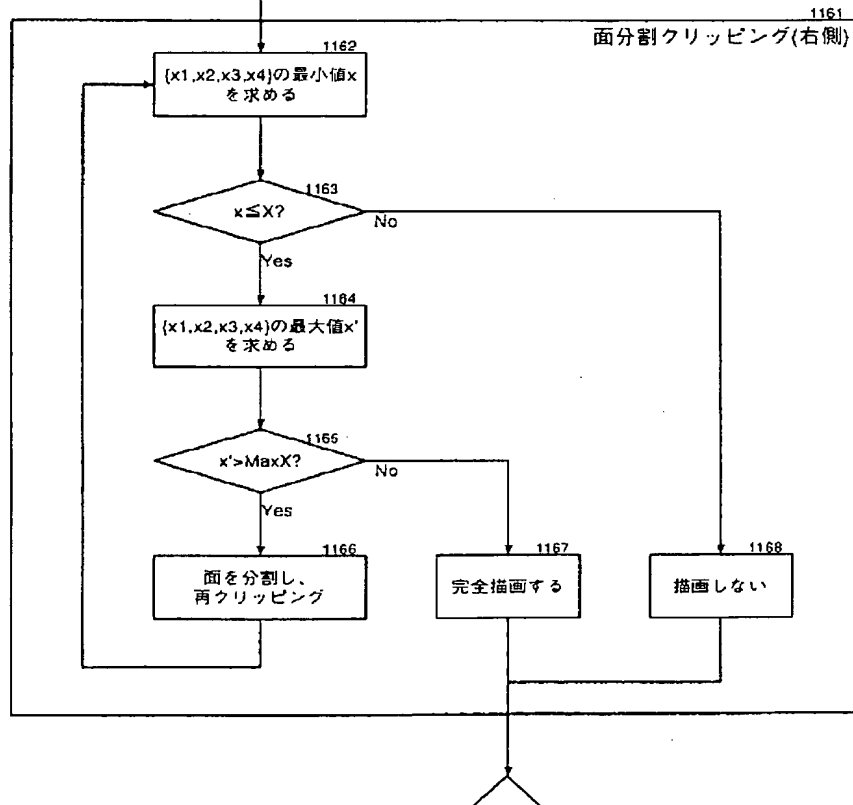 1161
面分割クリッピング(右側)
1162
{x1,x2,x3,x4}の最小値x
を求める
1163
x≦X?
No
Yes
1164
{x1,x2,x3,x4}の最大値x'
を求める
1165
x'>MaxX?
No
Yes
1166
面を分割し、
再クリッピング
1167
完全描画する
1168
描画しない